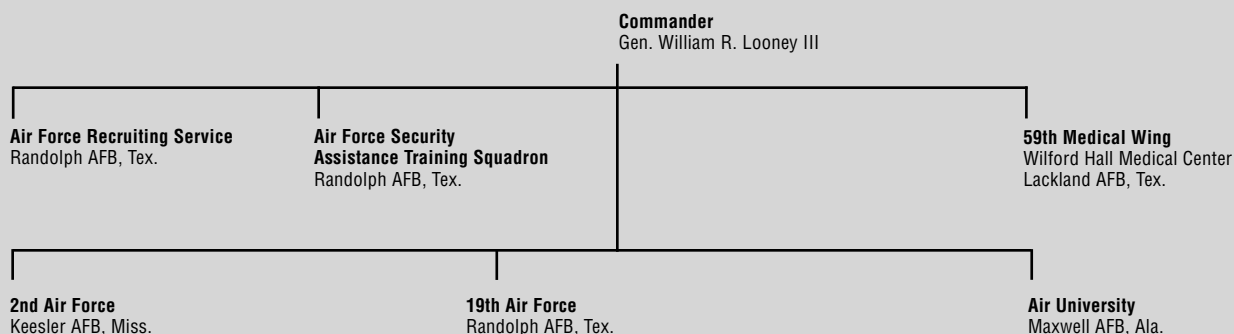 Commander
Gen. William R. Looney III
Air Force Recruiting Service
Randolph AFB, Tex.
Air Force Security
Assistance Training Squadron
Randolph AFB, Tex.
59th Medical Wing
Wilford Hall Medical Center
Lackland AFB, Tex.
2nd Air Force
Keesler AFB, Miss.
19th Air Force
Randolph AFB, Tex.
Air University
Maxwell AFB, Ala.